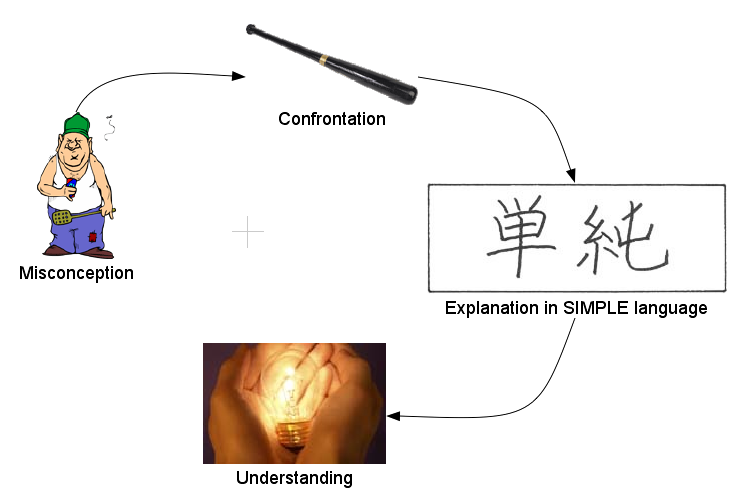 Confrontation
Misconception
単純
Explanation in SIMPLE language
Understanding